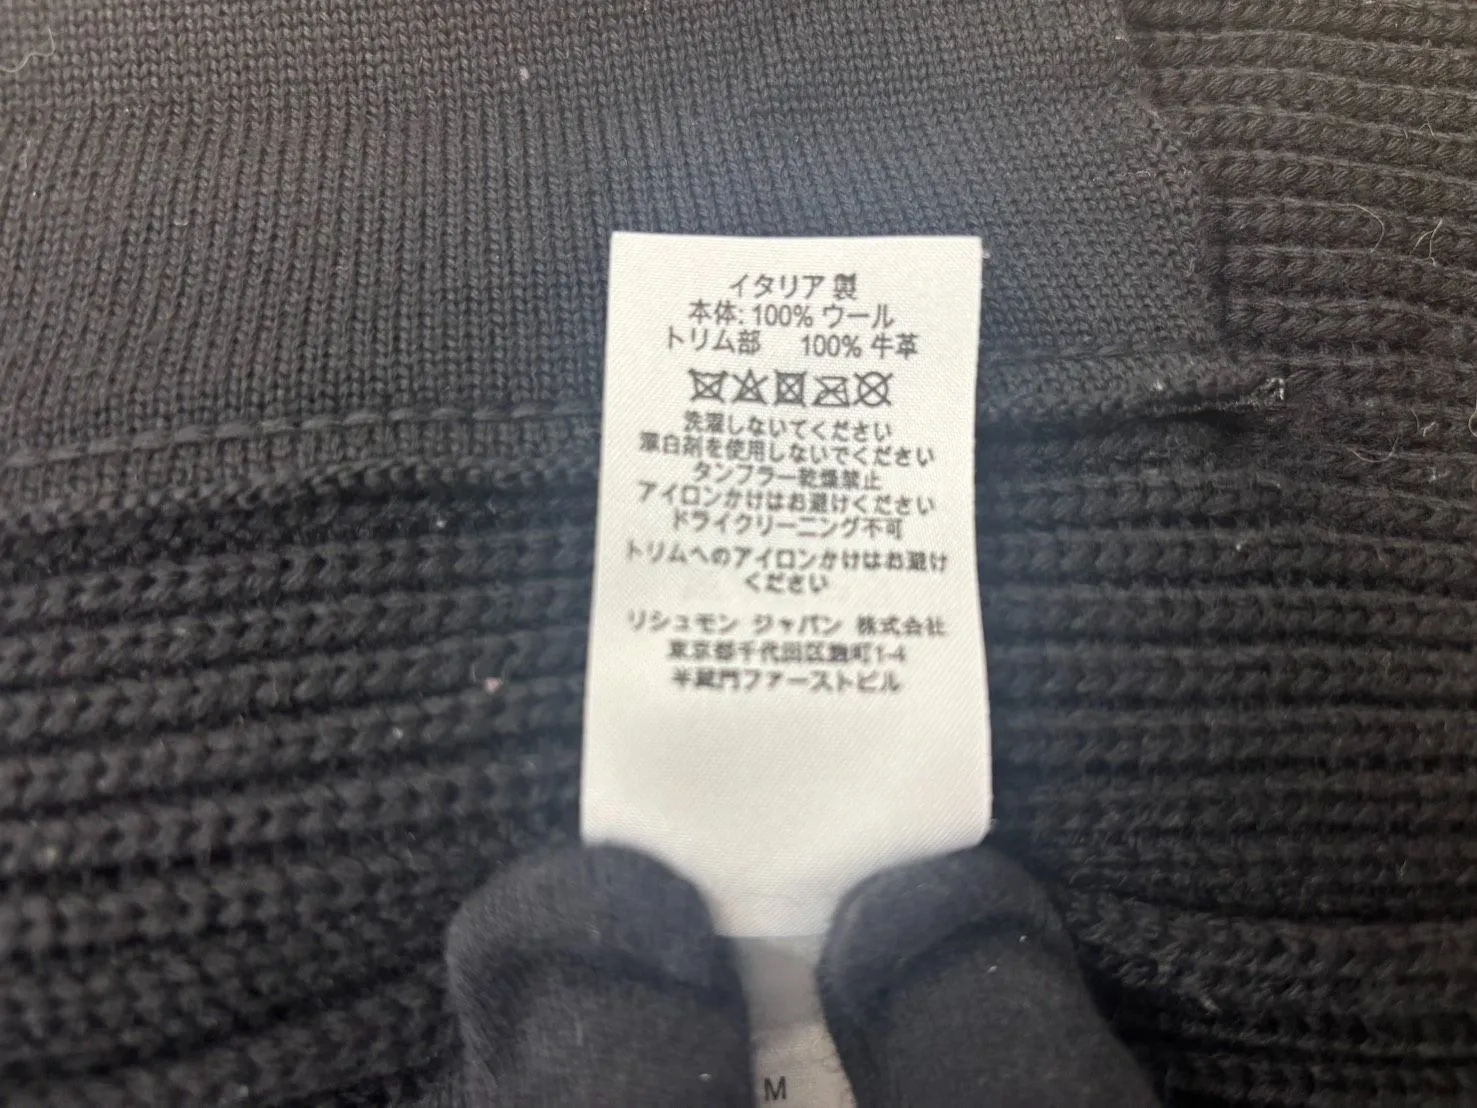 イタリア 製
本体: 100% ウール
トリム部 100% 牛革
洗濯しないでください
漂白剤を使用しないでください
タンブラー乾燥禁止
アイロンかけはお避けください
ドライクリーニング不可
トリムへのアイロンかけはお避け
ください
リシュモン ジャパン 株式会社
東京都千代田区麹町1-4
半蔵門ファーストビル
M